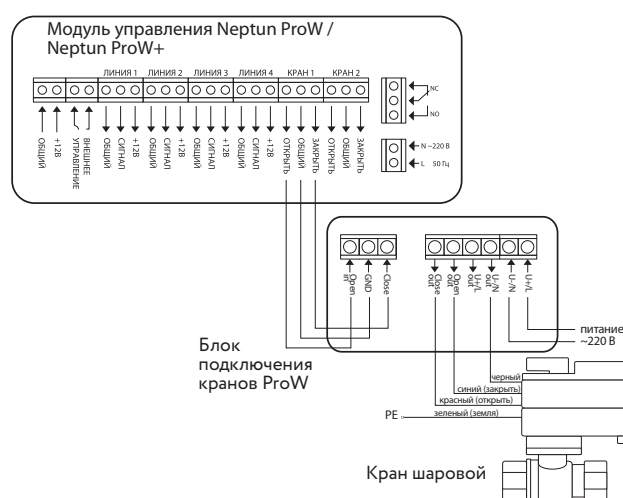 Модуль управления Neptun ProW /
Neptun ProW+
ЛИНИЯ 1 ЛИНИЯ 2 ЛИНИЯ 3 ЛИНИЯ 4 КРАН 1 КРАН 2
ОБЩИЙ
+12В
ВНЕШНЕЕ
УПРАВЛЕНИЕ
ОБЩИЙ
СИГНАЛ
+12В
ОБЩИЙ
СИГНАЛ
+12В
ОБЩИЙ
СИГНАЛ
+12В
ОБЩИЙ
СИГНАЛ
+12В
ОТКРЫТЬ
ОБЩИЙ
ЗАКРЫТЬ
ОТКРЫТЬ
ОБЩИЙ
ЗАКРЫТЬ
NC
NO
N ~220 В
L 50 Гц
Open
in
GND
Close
Close
out
Open
out
U+/L
out
U-/N
out
U-/N
U+/L
питание
~220 В
Блок
подключения
кранов ProW
черный
синий (закрыть)
красный (открыть)
PE
зеленый (земля)
Кран шаровой